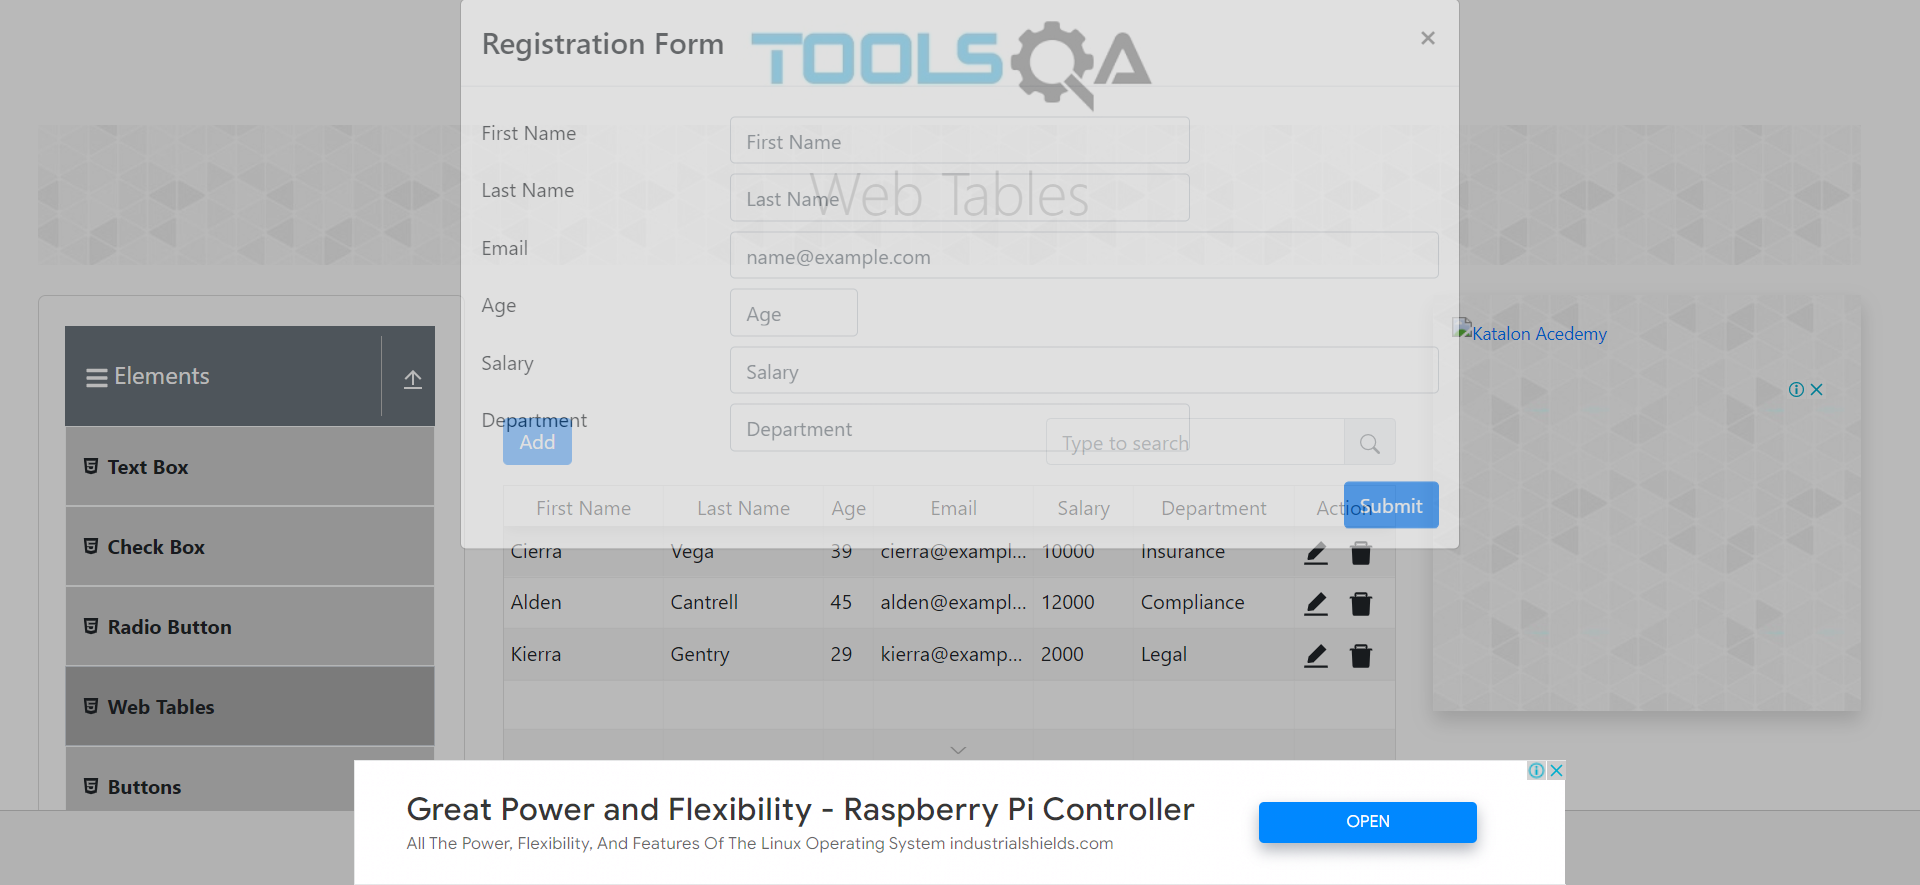 Registration Form
TOOLSQA
×
First Name
First Name
Web Tables
Last Name
Last Name
Email
name@example.com
Age
Age
Salary
Salary
Department
Department
Katalon Acedemy
Elements
Text Box
Check Box
Radio Button
Web Tables
Buttons
Add
Type to search
Submit
First Name Last Name Age Email Salary Department Action
Cierra Vega 39 cierra@exampl... 10000 Insurance
Alden Cantrell 45 alden@exampl... 12000 Compliance
Kierra Gentry 29 kierra@examp... 2000 Legal
Great Power and Flexibility - Raspberry Pi Controller
All The Power, Flexibility, And Features Of The Linux Operating System industrialshields.com
OPEN